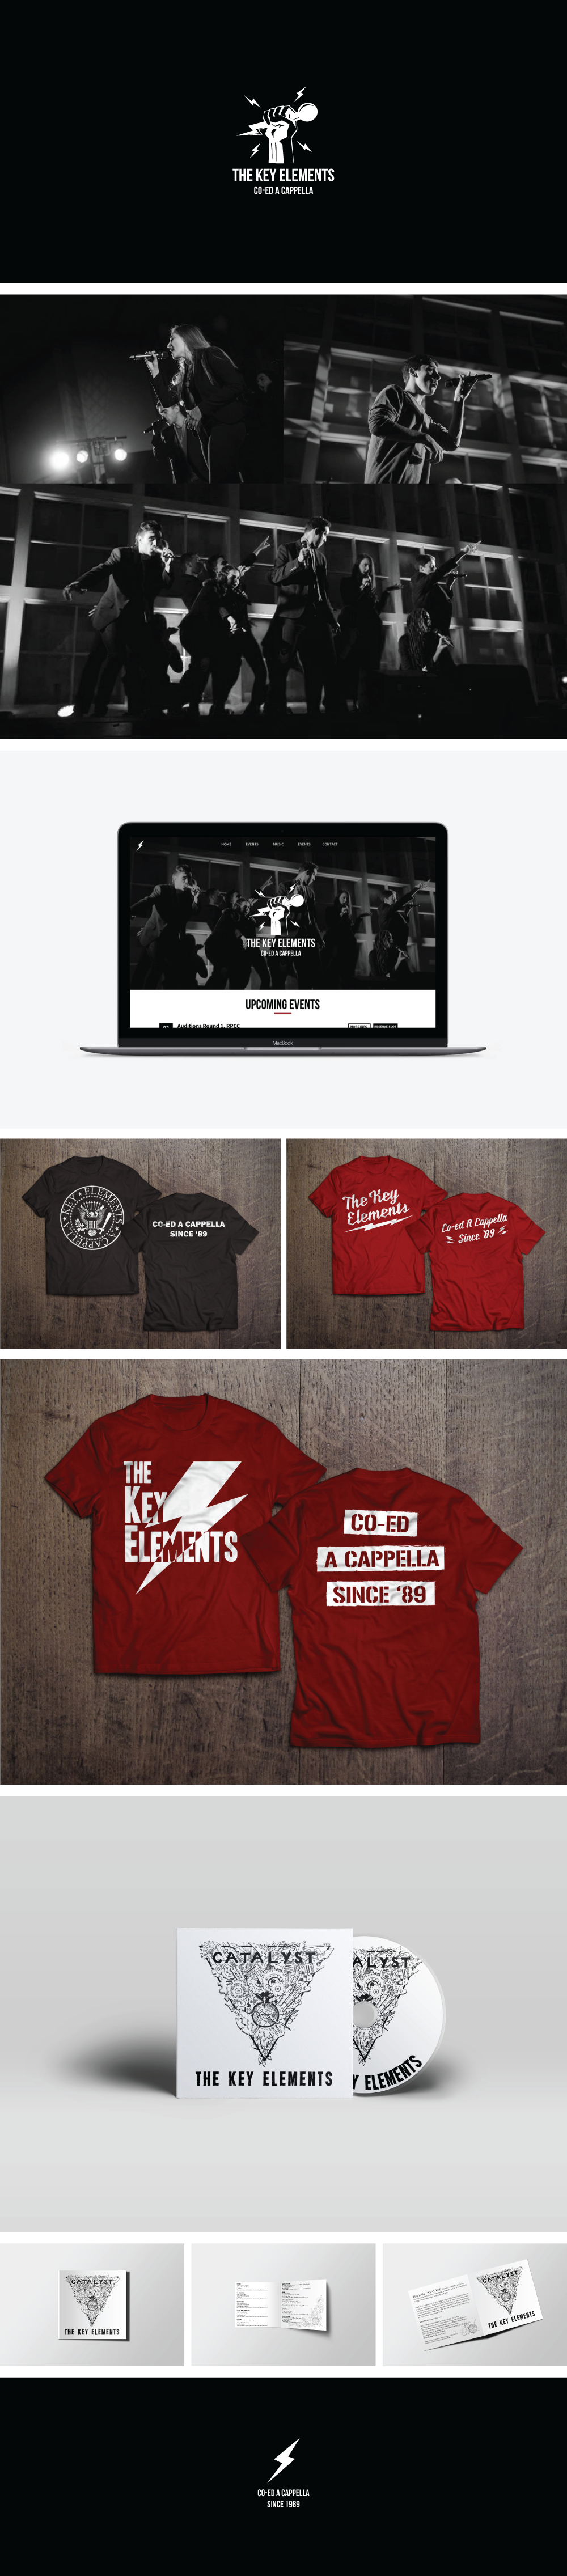 THE KEY ELEMENTS
CO-ED A CAPPELLA
HOME
EVENTS
MUSIC
EVENTS
CONTACT
THE KEY ELEMENTS
CO-ED A CAPPELLA
UPCOMING EVENTS
Auditions Round 1, RPCC
MacBook
KEY ELEMENTS
A CAPPELLA
CO-ED A CAPPELLA
SINCE '89
The Key
Elements
Co-ed A Cappella
Since '89
THE
KEY
ELEMENTS
CO-ED
A CAPPELLA
SINCE '89
CATALYST
THE KEY ELEMENTS
ALYST
Y ELEMENTS
CATALYST
THE KEY ELEMENTS
CATALYST
THE KEY ELEMENTS
CO-ED A CAPPELLA
SINCE 1989